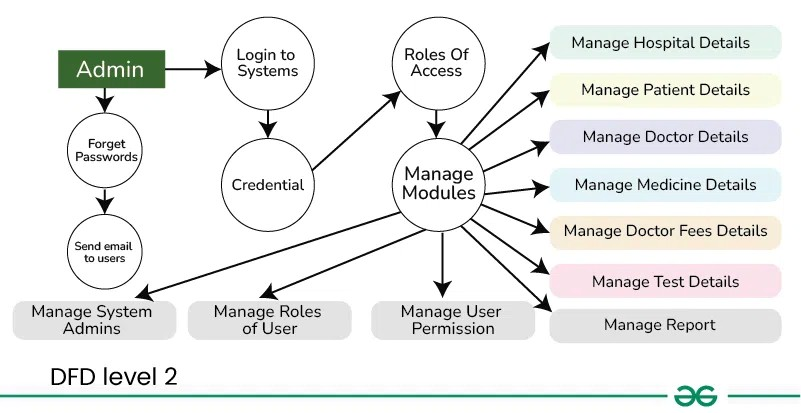 Admin
Login to
Systems
Roles Of
Access
Manage Hospital Details
Manage Patient Details
Forget
Passwords
Manage Doctor Details
Credential
Manage
Modules
Manage Medicine Details
Send email
to users
Manage Doctor Fees Details
Manage Test Details
Manage System
Admins
Manage Roles
of User
Manage User
Permission
Manage Report
DFD level 2